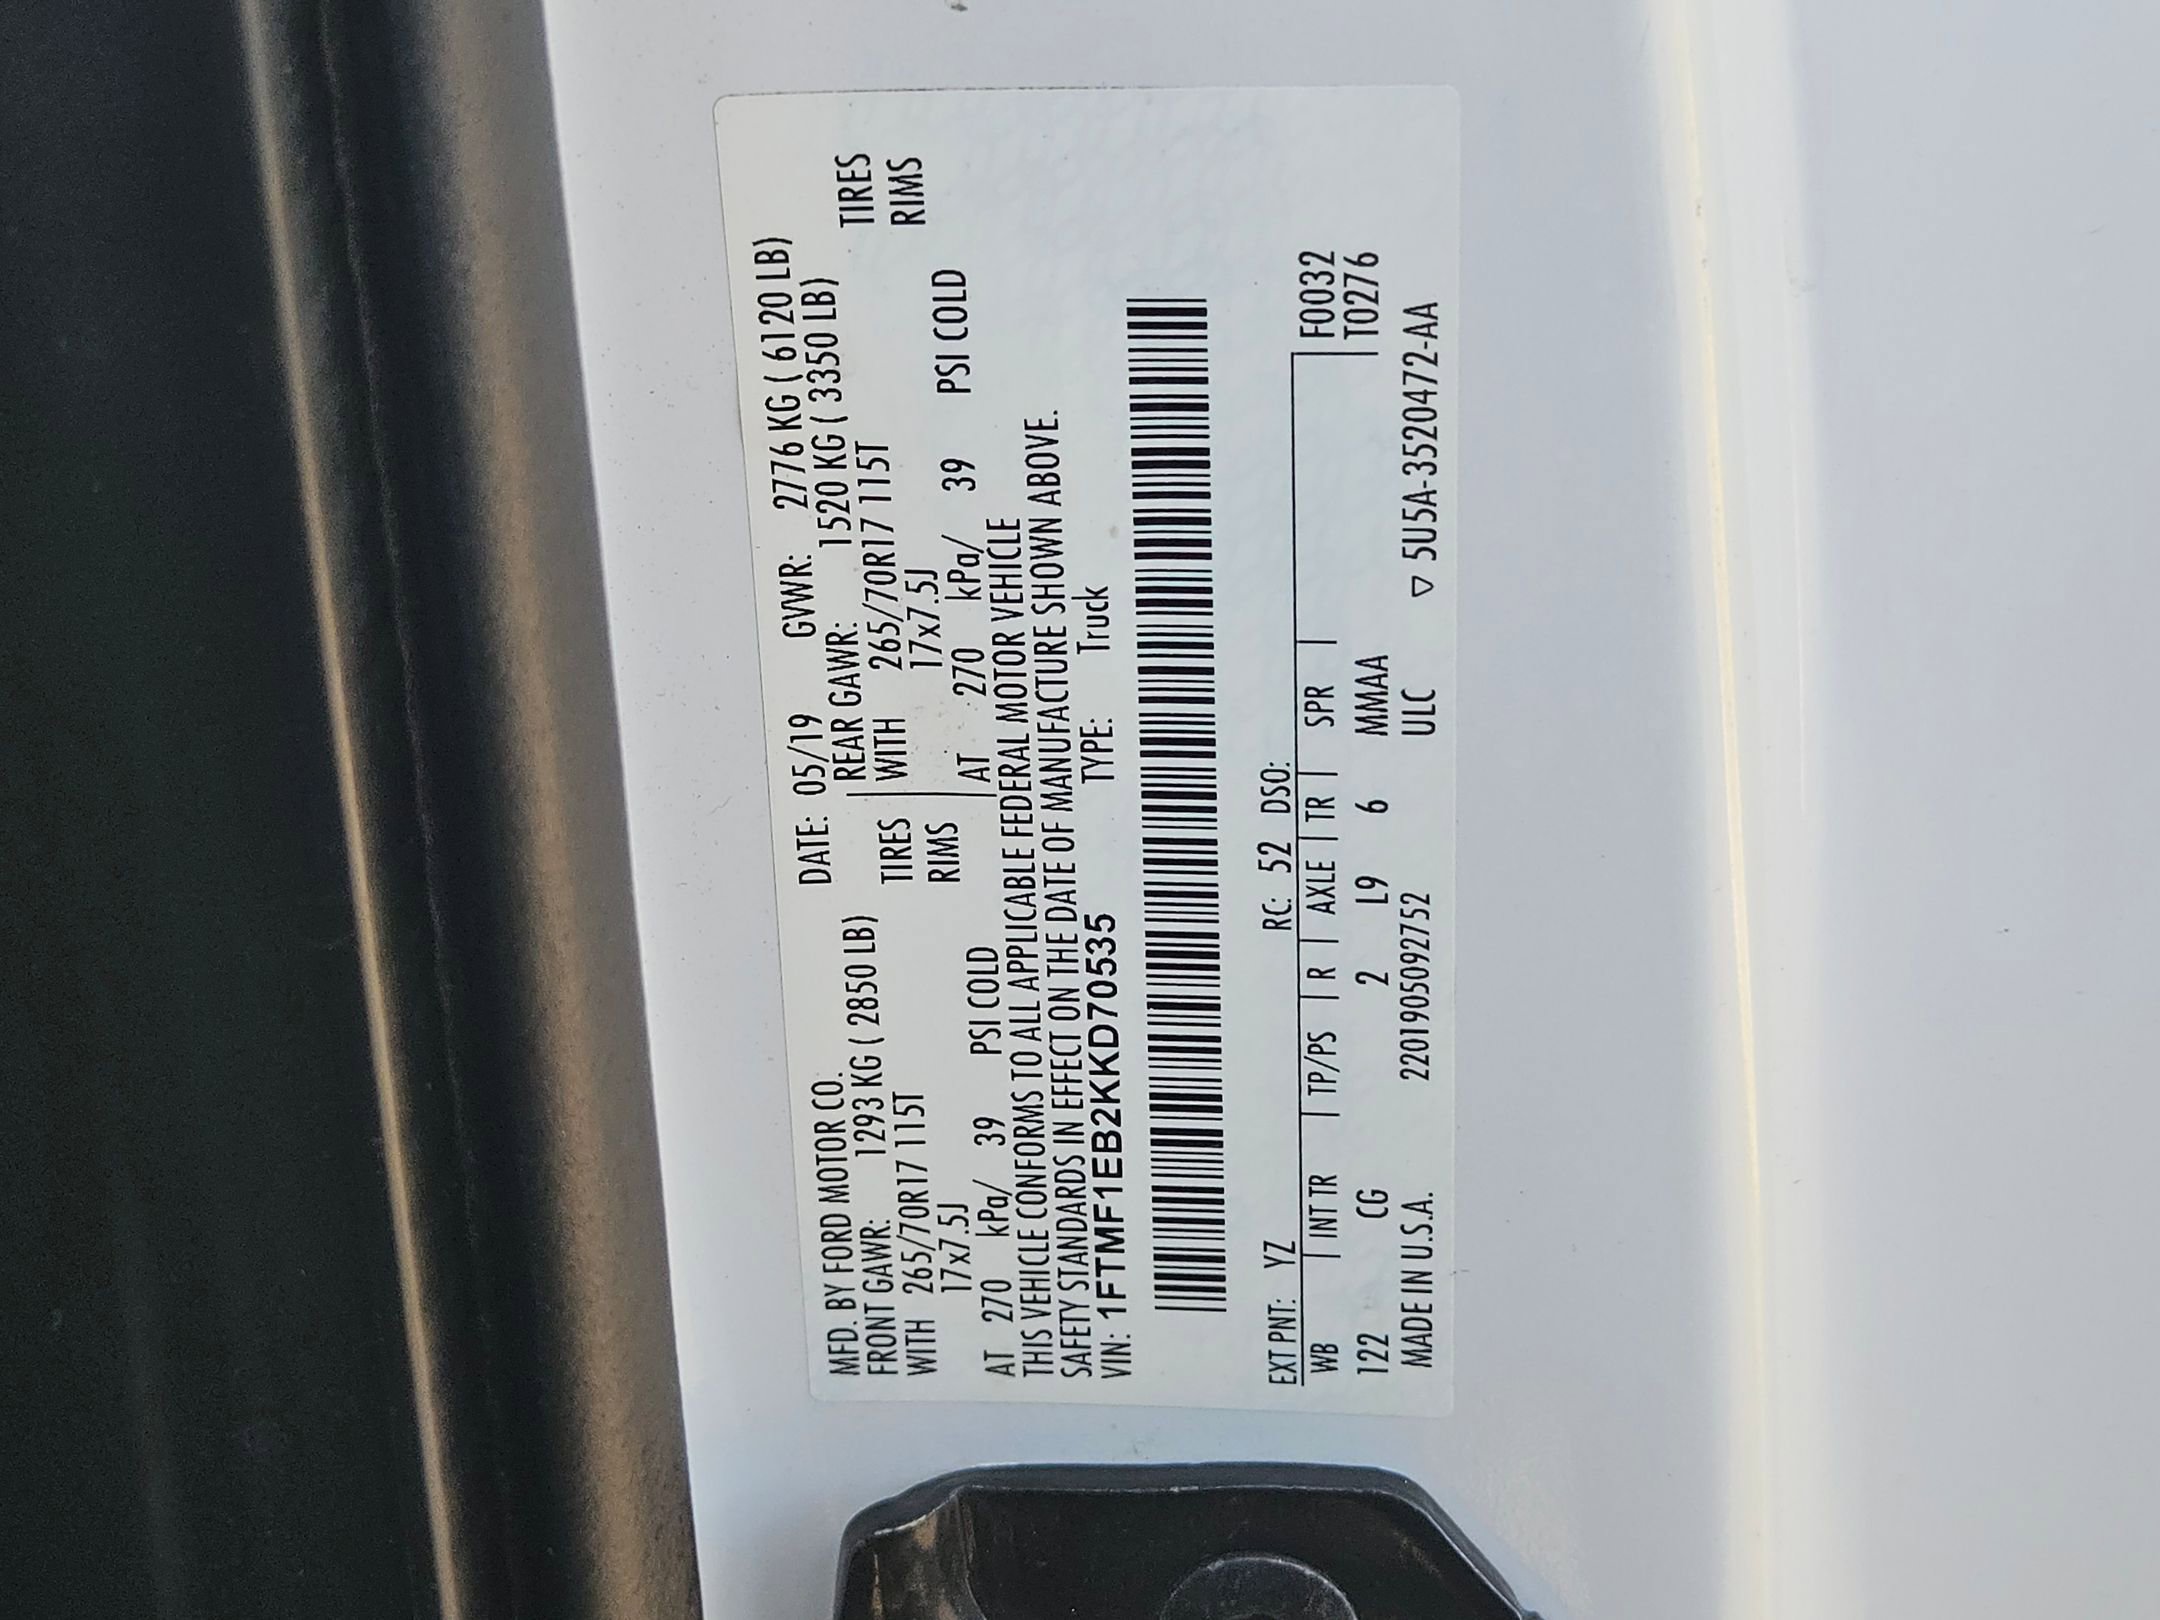 MFD. BY FORD MOTOR CO. DATE: 05/19 GVWR: 2776 KG ( 6120 LB)
FRONT GAWR: 1293 KG ( 2850 LB) REAR GAWR: 1520 KG ( 3350 LB)
WITH 265/70R17 115T TIRES WITH 265/70R17 115T TIRES
17x7.5J RIMS 17x7.5J RIMS
AT 270 kPa/ 39 PSI COLD AT 270 kPa/ 39 PSI COLD
THIS VEHICLE CONFORMS TO ALL APPLICABLE FEDERAL MOTOR VEHICLE
SAFETY STANDARDS IN EFFECT ON THE DATE OF MANUFACTURE SHOWN ABOVE.
VIN: 1FTMF1EB2KKD70535 TYPE: Truck
EXT PNT: YZ RC: 52 DSO:
WB | INT TR | TP/PS | R | AXLE | TR | SPR | F0032
122 CG 2 L9 6 MMAA T0276
MADE IN U.S.A. 220190509​2752 ULC ▽ 5U5A-3520472-AA